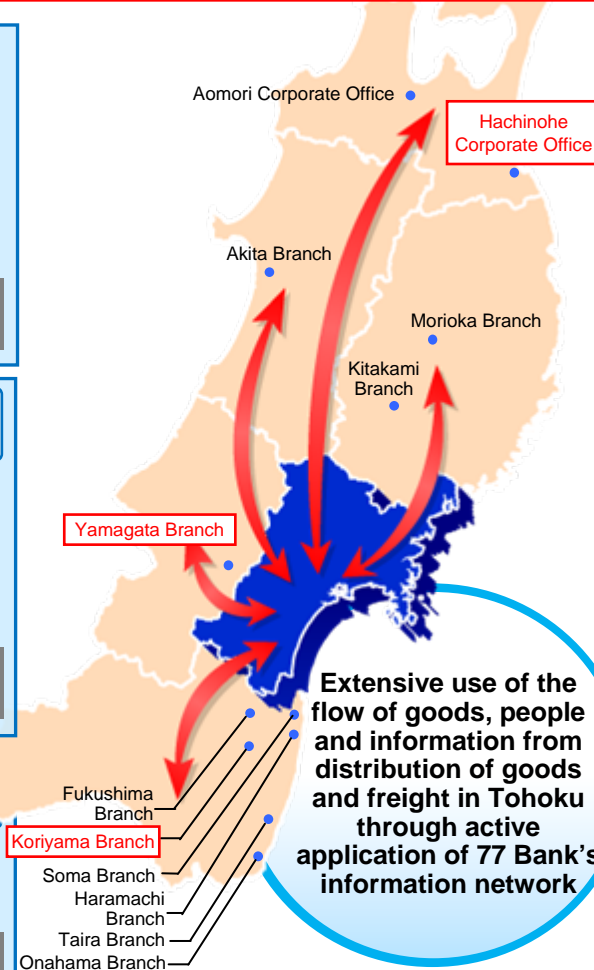 Aomori Corporate Office
Hachinohe
Corporate Office
Akita Branch
Morioka Branch
Kitakami
Branch
Yamagata Branch
Extensive use of the
flow of goods, people
and information from
distribution of goods
and freight in Tohoku
through active
application of 77 Bank's
information network
Fukushima
Branch
Koriyama Branch
Soma Branch
Haramachi
Branch
Taira Branch
Onahama Branch